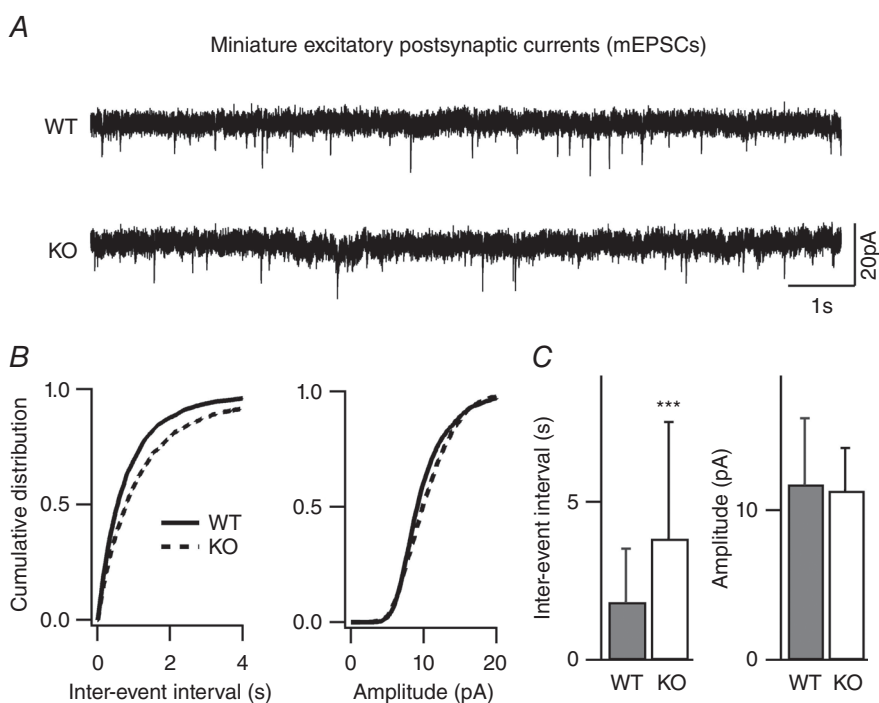 A
Miniature excitatory postsynaptic currents (mEPSCs)
WT
KO
20pA
1s
B
Cumulative distribution
1.0
0.5
0.0
WT
KO
0 2 4
Inter-event interval (s)
1.0
0.5
0.0
0 10 20
Amplitude (pA)
C
Inter-event interval (s)
***
5
0
WT KO
Amplitude (pA)
10
0
WT KO